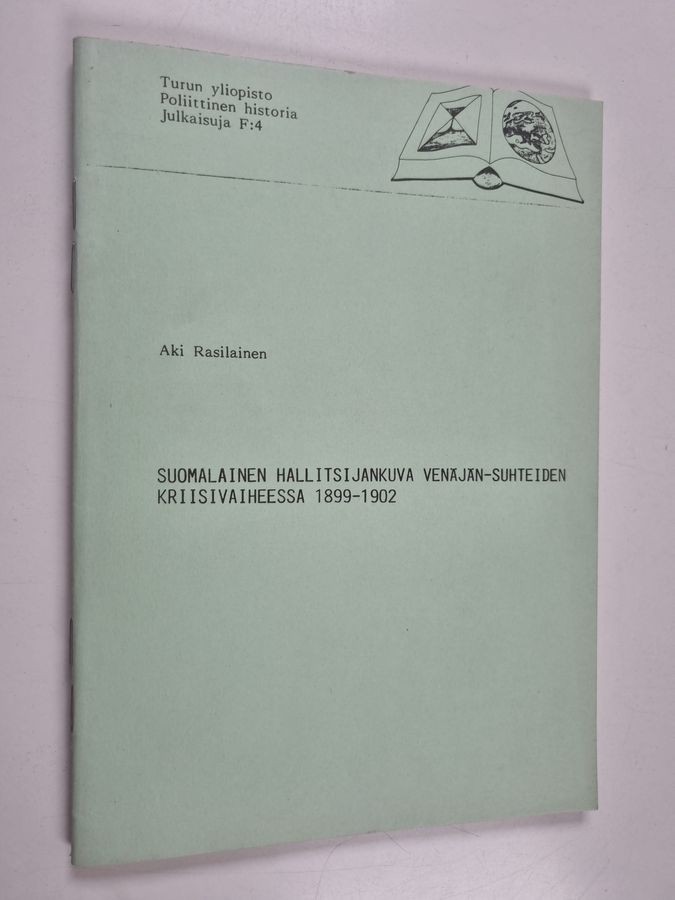 Turun yliopisto
Poliittinen historia
Julkaisuja F:4
Aki Rasilainen
SUOMALAINEN HALLITSIJANKUVA VENÄJÄN-SUHTEIDEN
KRIISIVAIHEESSA 1899-1902